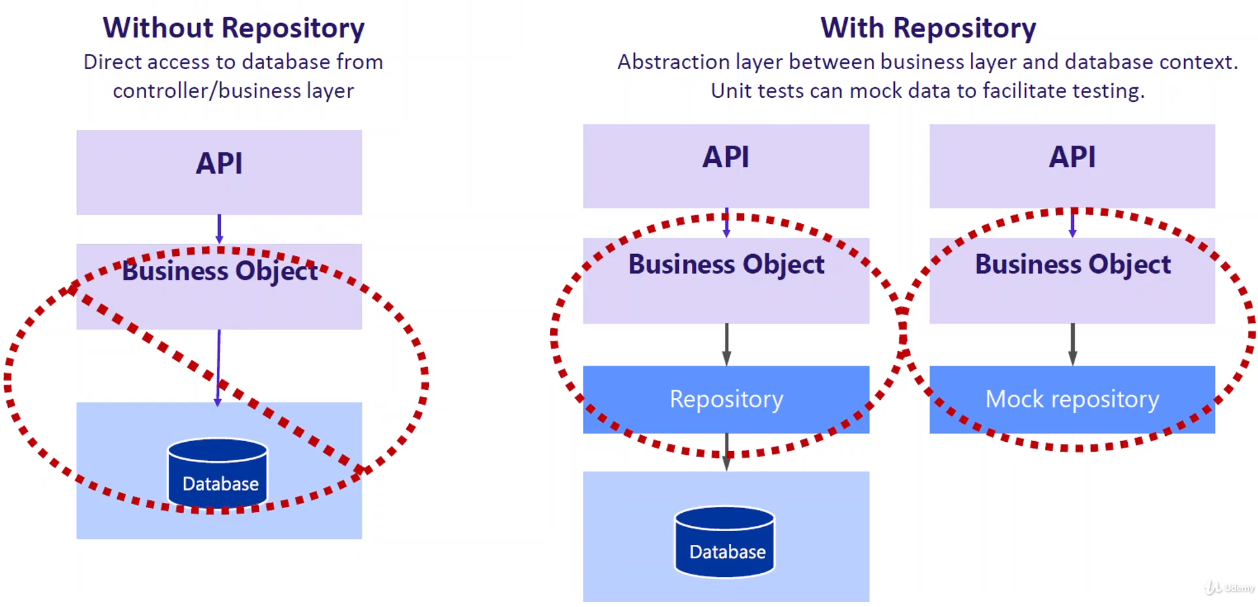 Without Repository
Direct access to database from
controller/business layer
API
Business Object
Database
With Repository
Abstraction layer between business layer and database context.
Unit tests can mock data to facilitate testing.
API
Business Object
Repository
Database
API
Business Object
Mock repository
Udemy